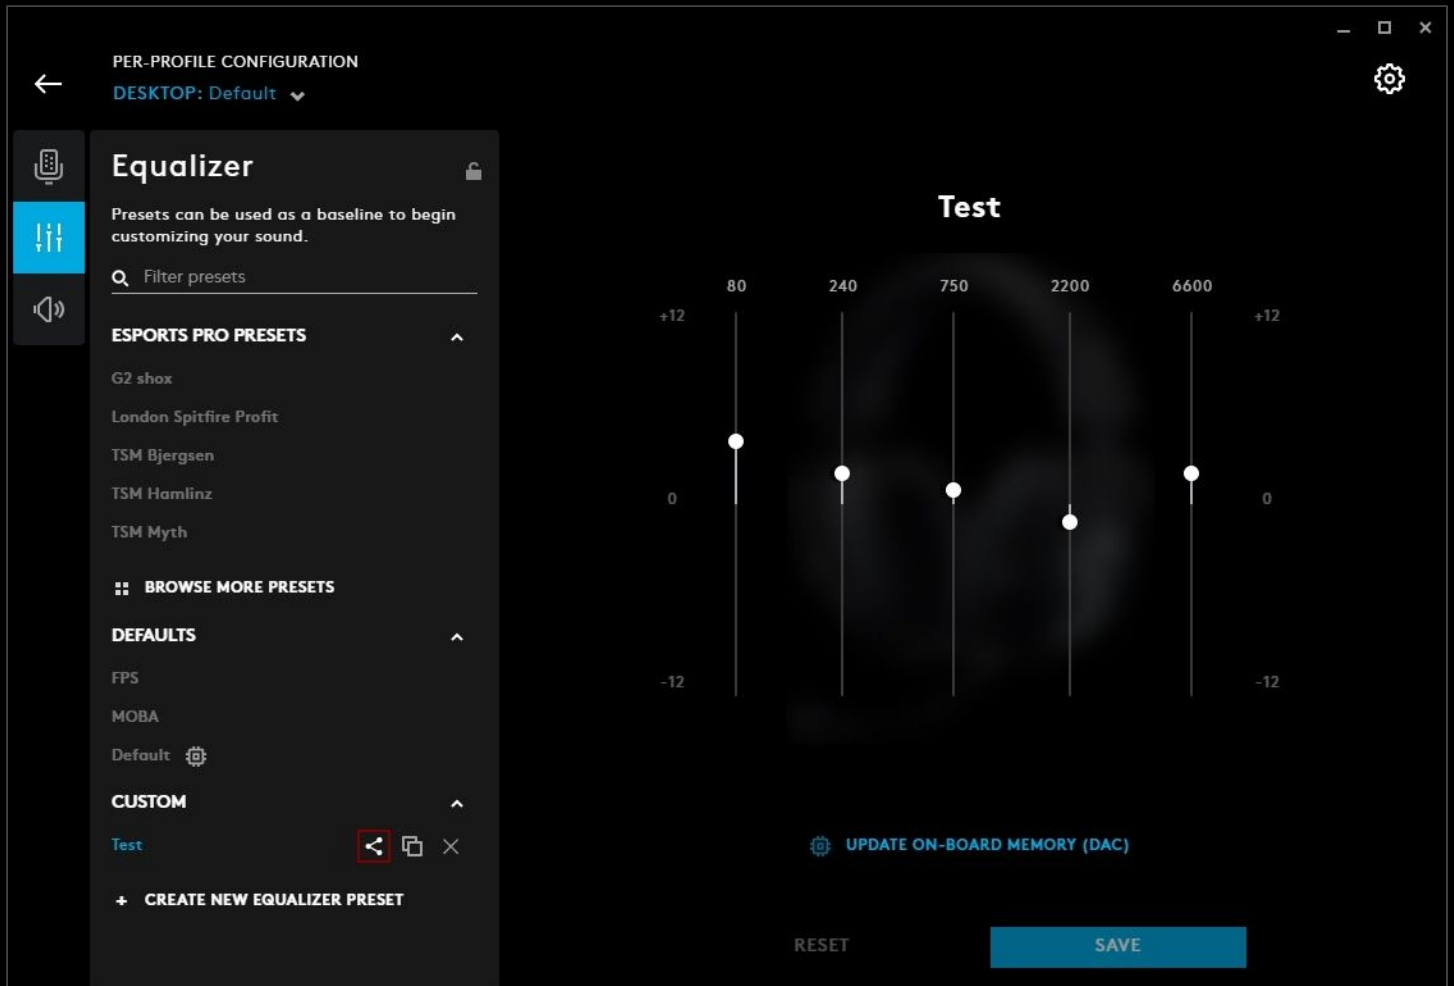 PER-PROFILE CONFIGURATION
DESKTOP: Default
Equalizer
Presets can be used as a baseline to begin
customizing your sound.
Filter presets
ESPORTS PRO PRESETS
G2 shox
London Spitfire Profit
TSM Bjergsen
TSM Hamlinz
TSM Myth
BROWSE MORE PRESETS
DEFAULTS
FPS
MOBA
Default
CUSTOM
Test
+ CREATE NEW EQUALIZER PRESET
Test
80 240 750 2200 6600
+12 +12
0 0
-12 -12
UPDATE ON-BOARD MEMORY (DAC)
RESET SAVE